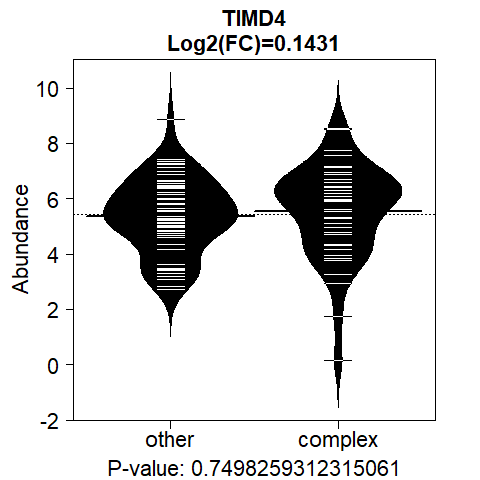 TIMD4
Log2(FC)=0.1431
Abundance
10
8
6
4
2
0
-2
other
complex
P-value: 0.7498259312315061